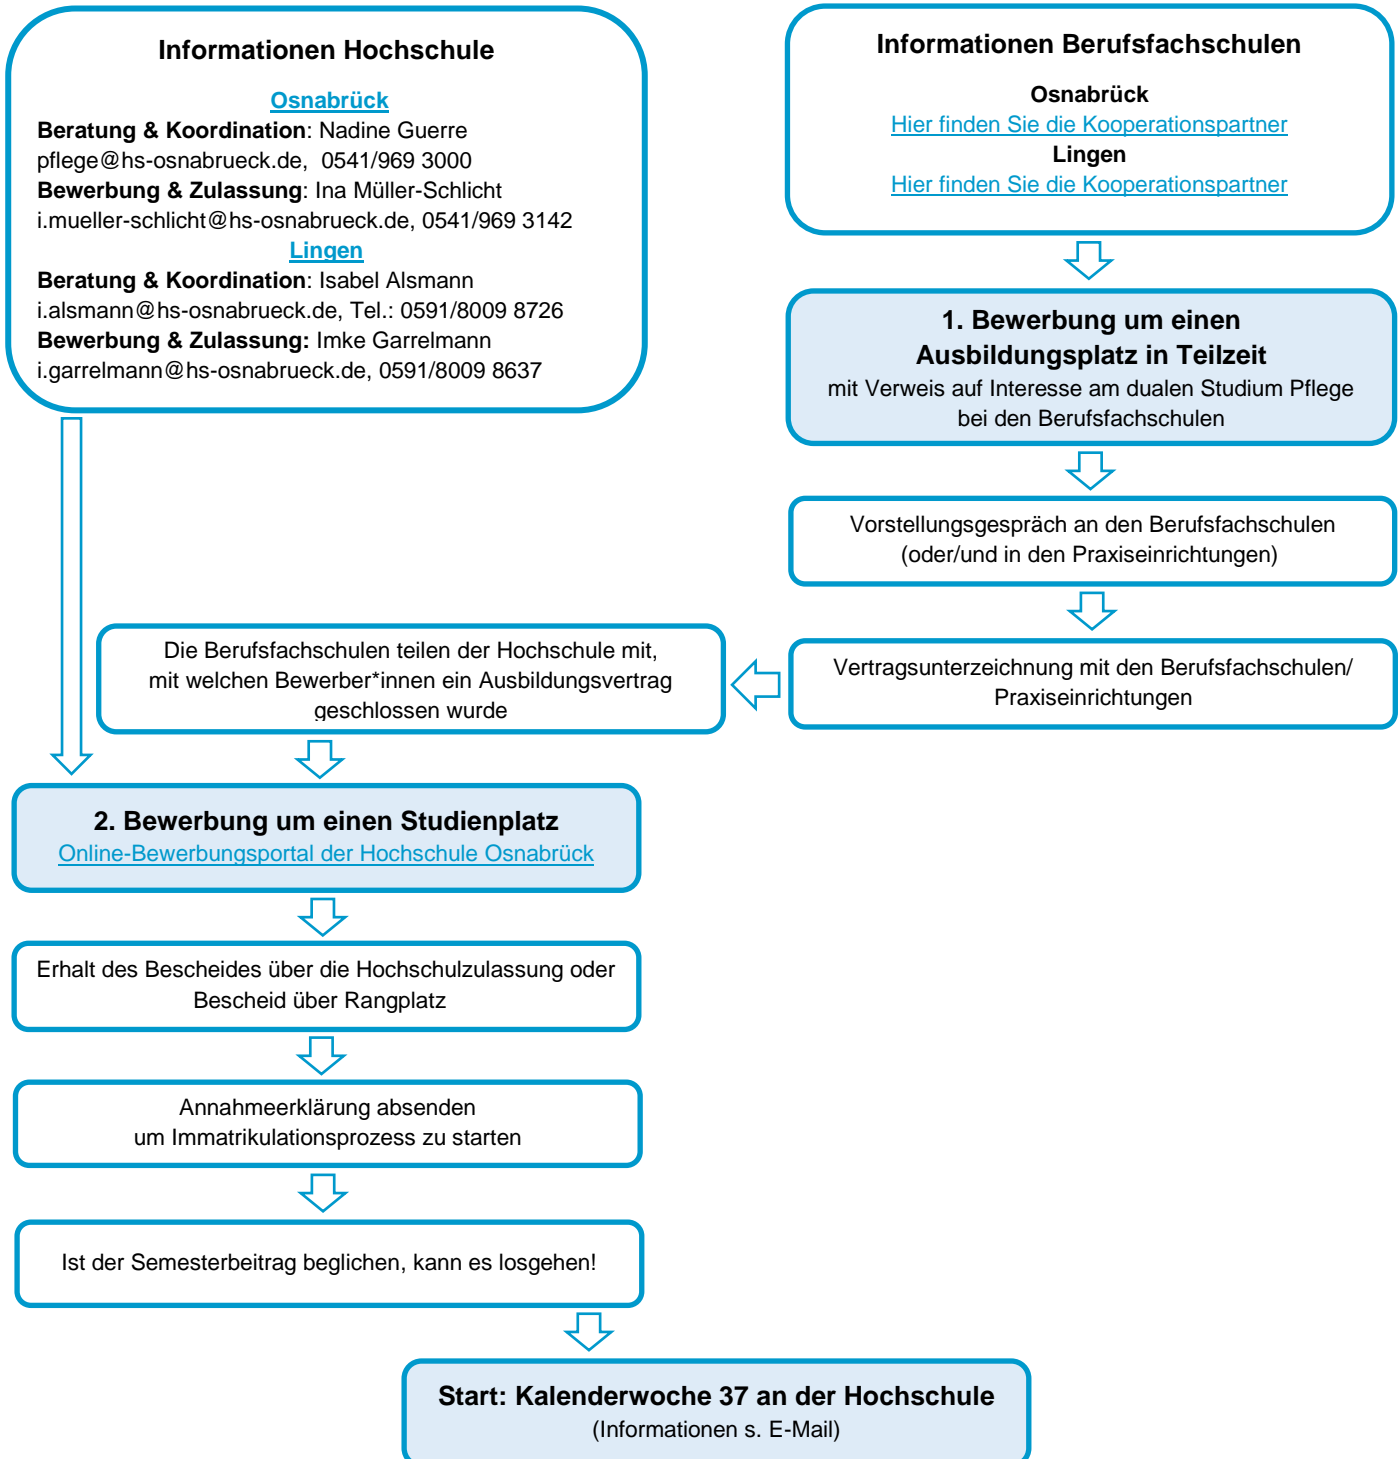 Informationen Hochschule
Osnabrück
Beratung & Koordination: Nadine Guerre
pflege@hs-osnabrueck.de,  0541/969 3000
Bewerbung & Zulassung: Ina Müller-Schlicht
i.mueller-schlicht@hs-osnabrueck.de, 0541/969 3142
Lingen
Beratung & Koordination: Isabel Alsmann
i.alsmann@hs-osnabrueck.de, Tel.: 0591/8009 8726
Bewerbung & Zulassung: Imke Garrelmann
i.garrelmann@hs-osnabrueck.de, 0591/8009 8637
Informationen Berufsfachschulen
Osnabrück
Hier finden Sie die Kooperationspartner
Lingen
Hier finden Sie die Kooperationspartner
1. Bewerbung um einen
Ausbildungsplatz in Teilzeit
mit Verweis auf Interesse am dualen Studium Pflege
bei den Berufsfachschulen
Vorstellungsgespräch an den Berufsfachschulen
(oder/und in den Praxiseinrichtungen)
Vertragsunterzeichnung mit den Berufsfachschulen/
Praxiseinrichtungen
Die Berufsfachschulen teilen der Hochschule mit,
mit welchen Bewerber*innen ein Ausbildungsvertrag
geschlossen wurde
2. Bewerbung um einen Studienplatz
Online-Bewerbungsportal der Hochschule Osnabrück
Erhalt des Bescheides über die Hochschulzulassung oder
Bescheid über Rangplatz
Annahmeerklärung absenden
um Immatrikulationsprozess zu starten
Ist der Semesterbeitrag beglichen, kann es losgehen!
Start: Kalenderwoche 37 an der Hochschule
(Informationen s. E-Mail)